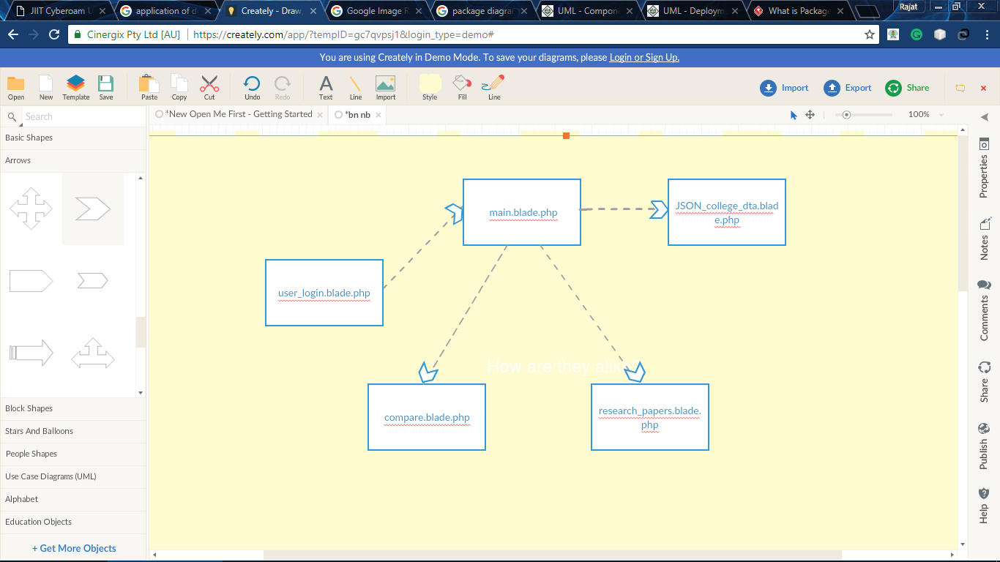 JIIT Cyberoam U
application of d
Creately - Draw,
Google Image R
package diagram
UML - Compon
UML - Deploym
What is Package
Rajat
Cinergix Pty Ltd [AU]
https://creately.com/app/?tempID=gc7qvpsj1&login_type=demo#
You are using Creately in Demo Mode. To save your diagrams, please Login or Sign Up.
Open
New
Template
Save
Paste
Copy
Cut
Undo
Redo
Text
Line
Import
Style
Fill
Line
Import
Export
Share
Search
*New Open Me First - Getting Started
*bn nb
100%
Basic Shapes
Arrows
Block Shapes
Stars And Balloons
People Shapes
Use Case Diagrams (UML)
Alphabet
Education Objects
+ Get More Objects
main.blade.php
JSON_college_dta.blad
e.php
user_login.blade.php
How are they alike?
compare.blade.php
research_papers.blade.
php
Properties
Notes
Comments
Share
Publish
Help